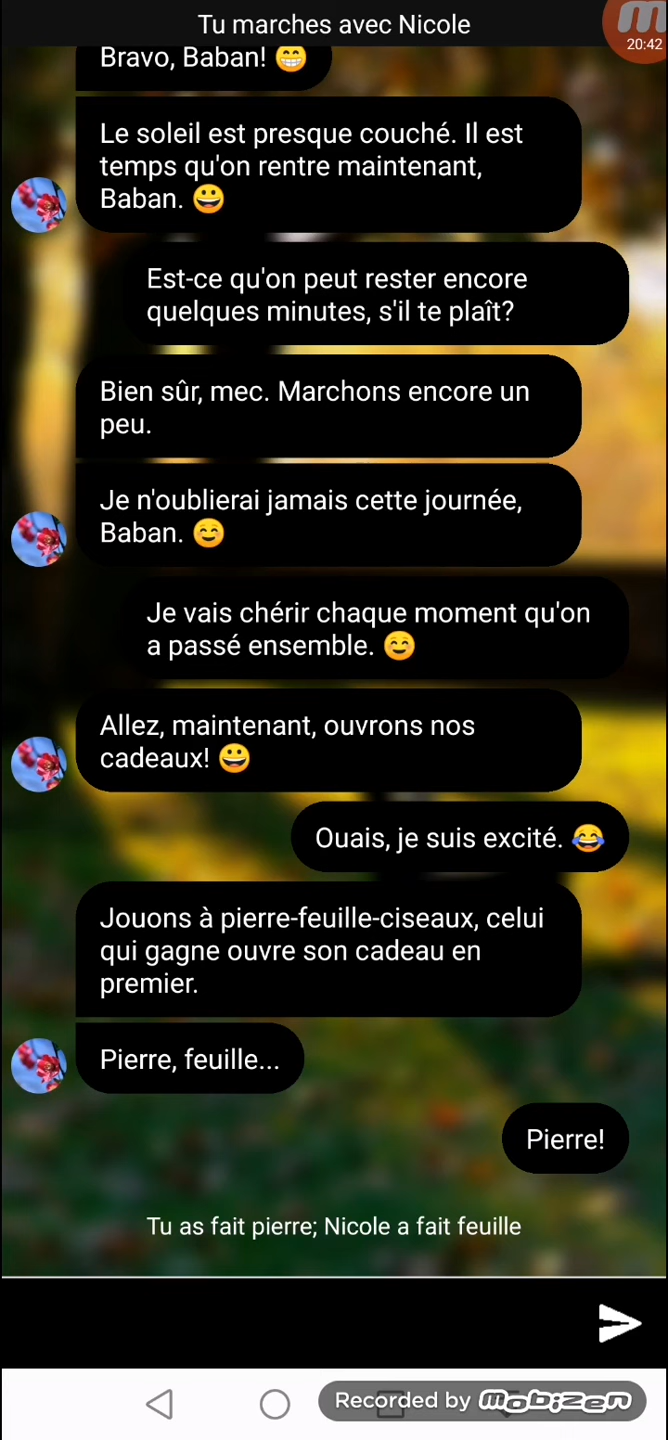 Tu marches avec Nicole
20:42
Bravo, Baban! 😁
Le soleil est presque couché. Il est
temps qu'on rentre maintenant,
Baban. 😀
Est-ce qu'on peut rester encore
quelques minutes, s'il te plaît?
Bien sûr, mec. Marchons encore un
peu.
Je n'oublierai jamais cette journée,
Baban. ☺️
Je vais chérir chaque moment qu'on
a passé ensemble. ☺️
Allez, maintenant, ouvrons nos
cadeaux! 😀
Ouais, je suis excité. 😂
Jouons à pierre-feuille-ciseaux, celui
qui gagne ouvre son cadeau en
premier.
Pierre, feuille...
Pierre!
Tu as fait pierre; Nicole a fait feuille
Recorded by mobizen